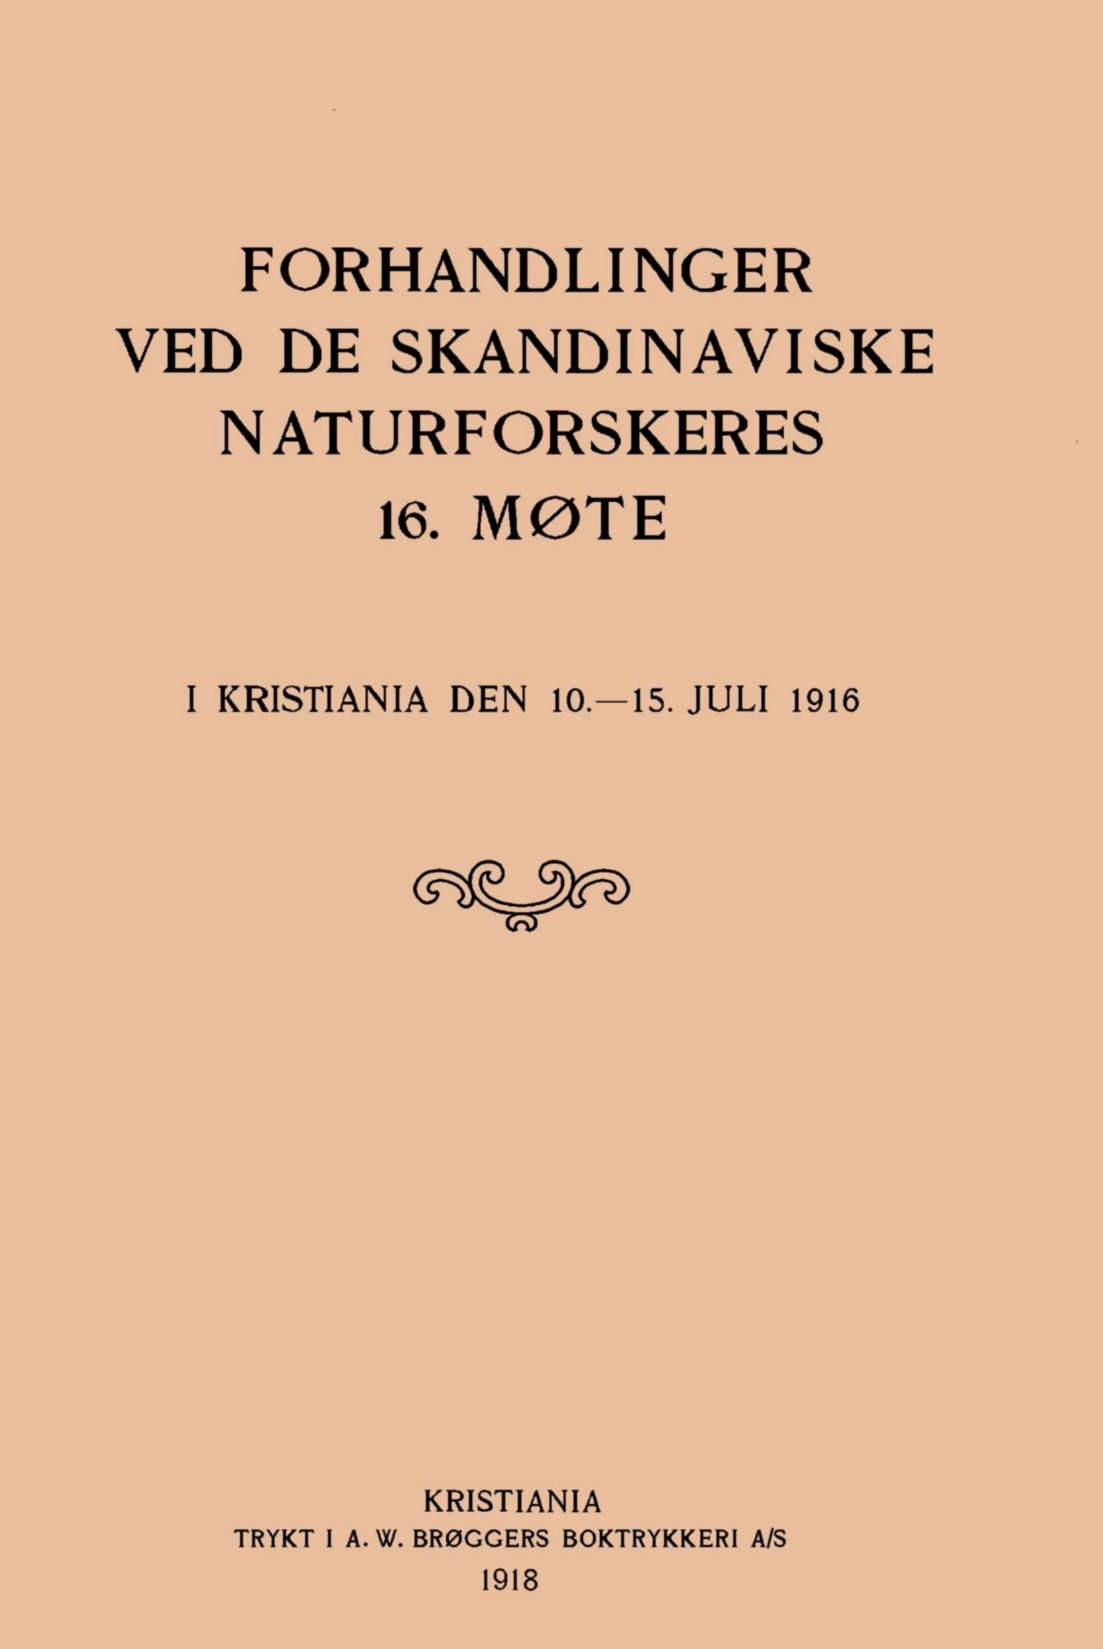 FORHANDLINGER
VED DE SKANDINAVISKE
NATURFORSKERES
16. MØTE
I KRISTIANIA DEN 10.—15. JULI 1916
KRISTIANIA
TRYKT I A. W. BRØGGERS BOKTRYKKERI A/S
1918